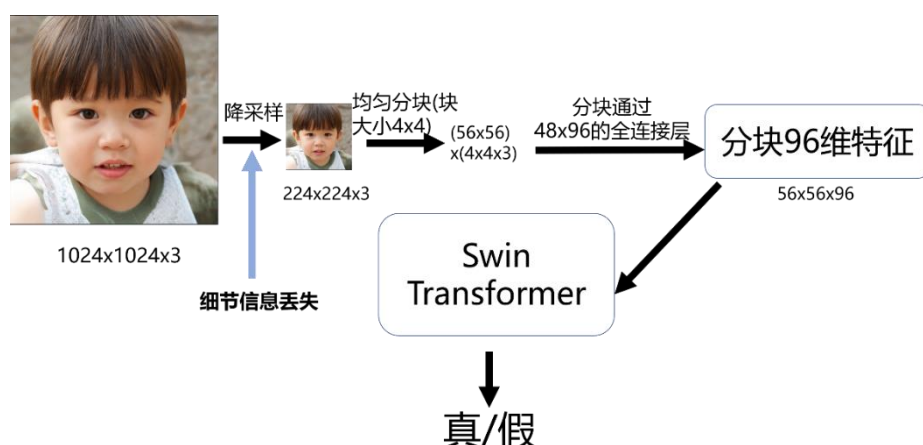 降采样
均匀分块(块
大小4x4)
(56x56)
x(4x4x3)
分块通过
48x96的全连接层
分块96维特征
224x224x3
56x56x96
1024x1024x3
细节信息丢失
Swin
Transformer
真/假